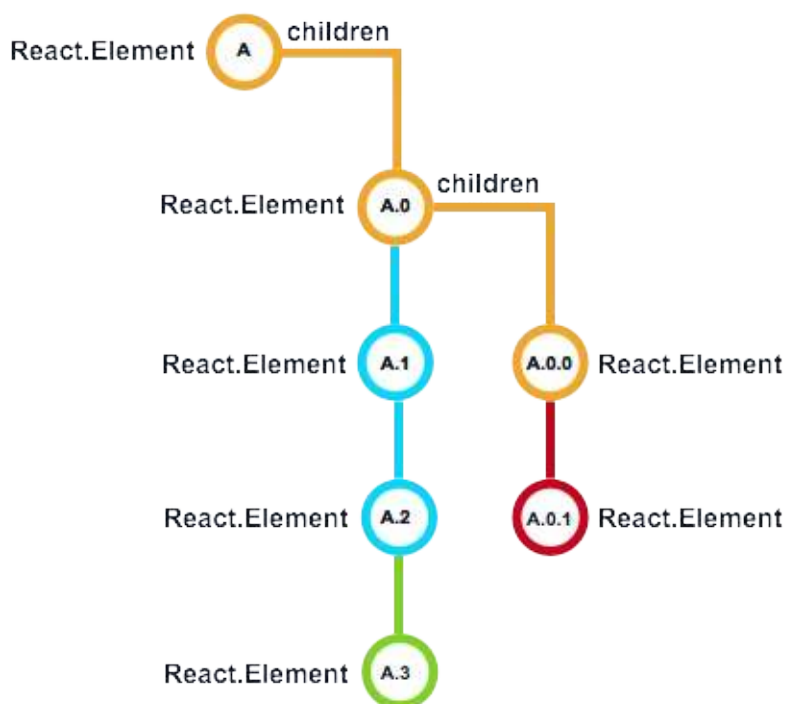 children
React.Element A
children
React.Element A.0
React.Element A.1 A.0.0 React.Element
React.Element A.2 A.0.1 React.Element
React.Element A.3